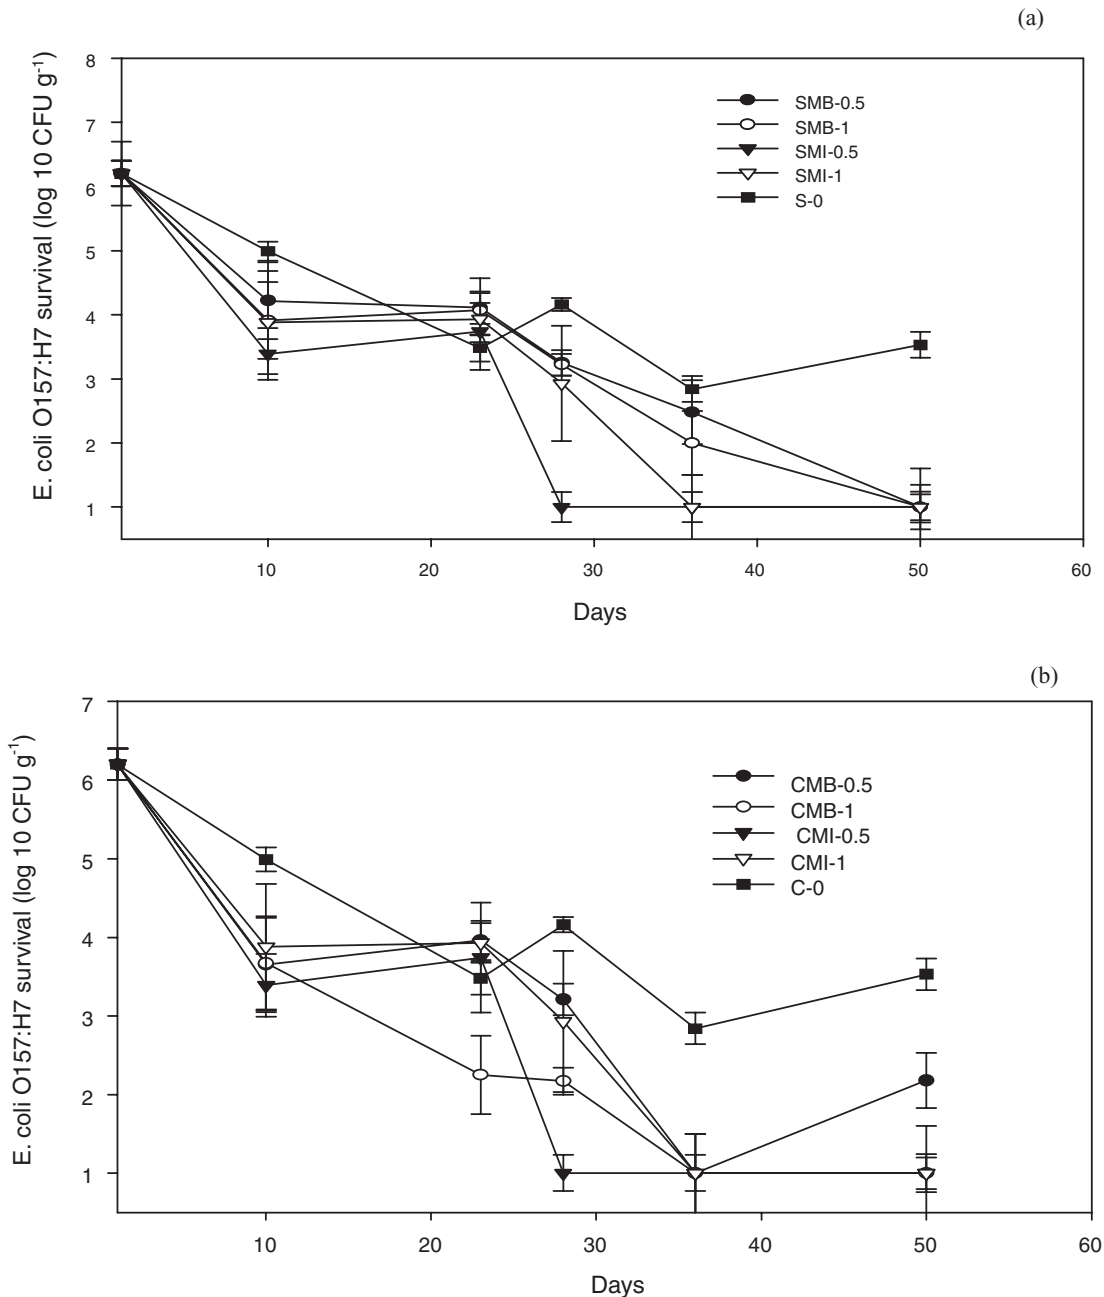 (a)
E. coli O157:H7 survival (log 10 CFU g-1)
8
7
6
5
4
3
2
1
SMB-0.5
SMB-1
SMI-0.5
SMI-1
S-0
10
20
30
40
50
60
Days
(b)
E. coli O157:H7 survival (log 10 CFU g-1)
7
6
5
4
3
2
1
CMB-0.5
CMB-1
CMI-0.5
CMI-1
C-0
10
20
30
40
50
60
Days